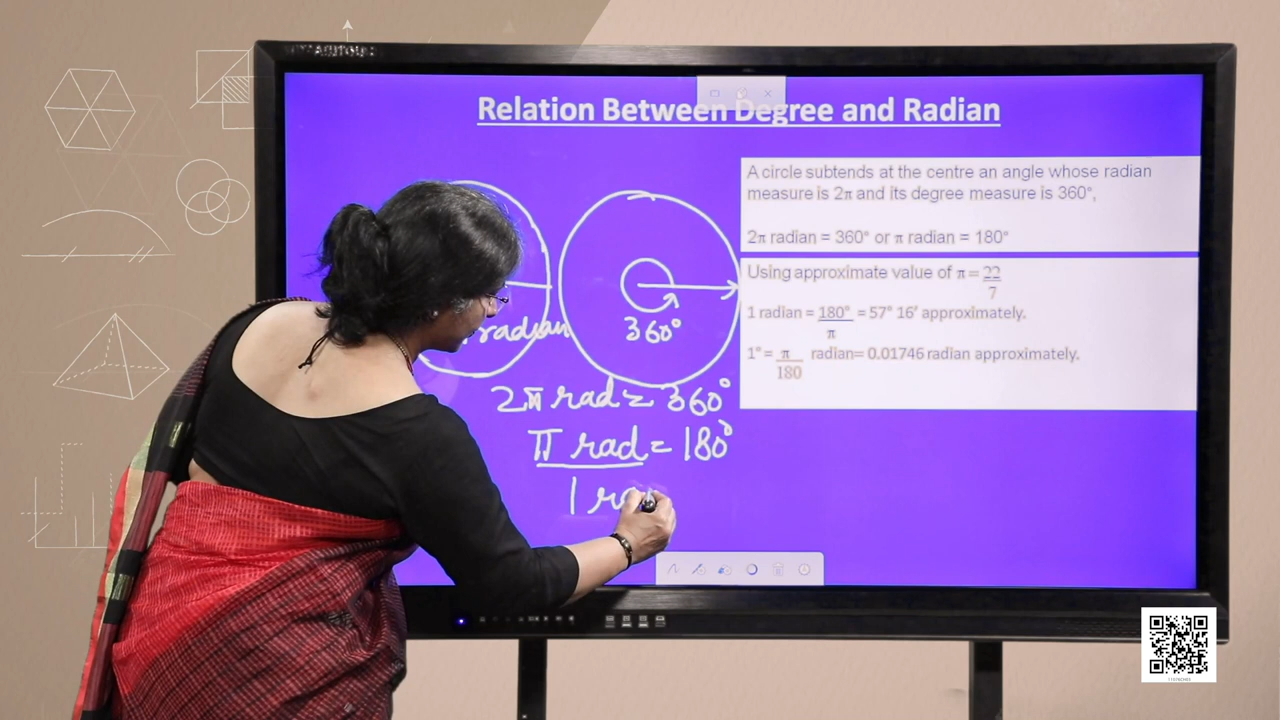 Relation Between Degree and Radian
A circle subtends at the centre an angle whose radian
measure is 2π and its degree measure is 360°,
2π radian = 360° or π radian = 180°
Using approximate value of π = 22
7
1 radian = 180° = 57° 16′ approximately.
π
1° = π radian= 0.01746 radian approximately.
180
radian
360°
2π rad = 360°
π rad = 180°
1 ra